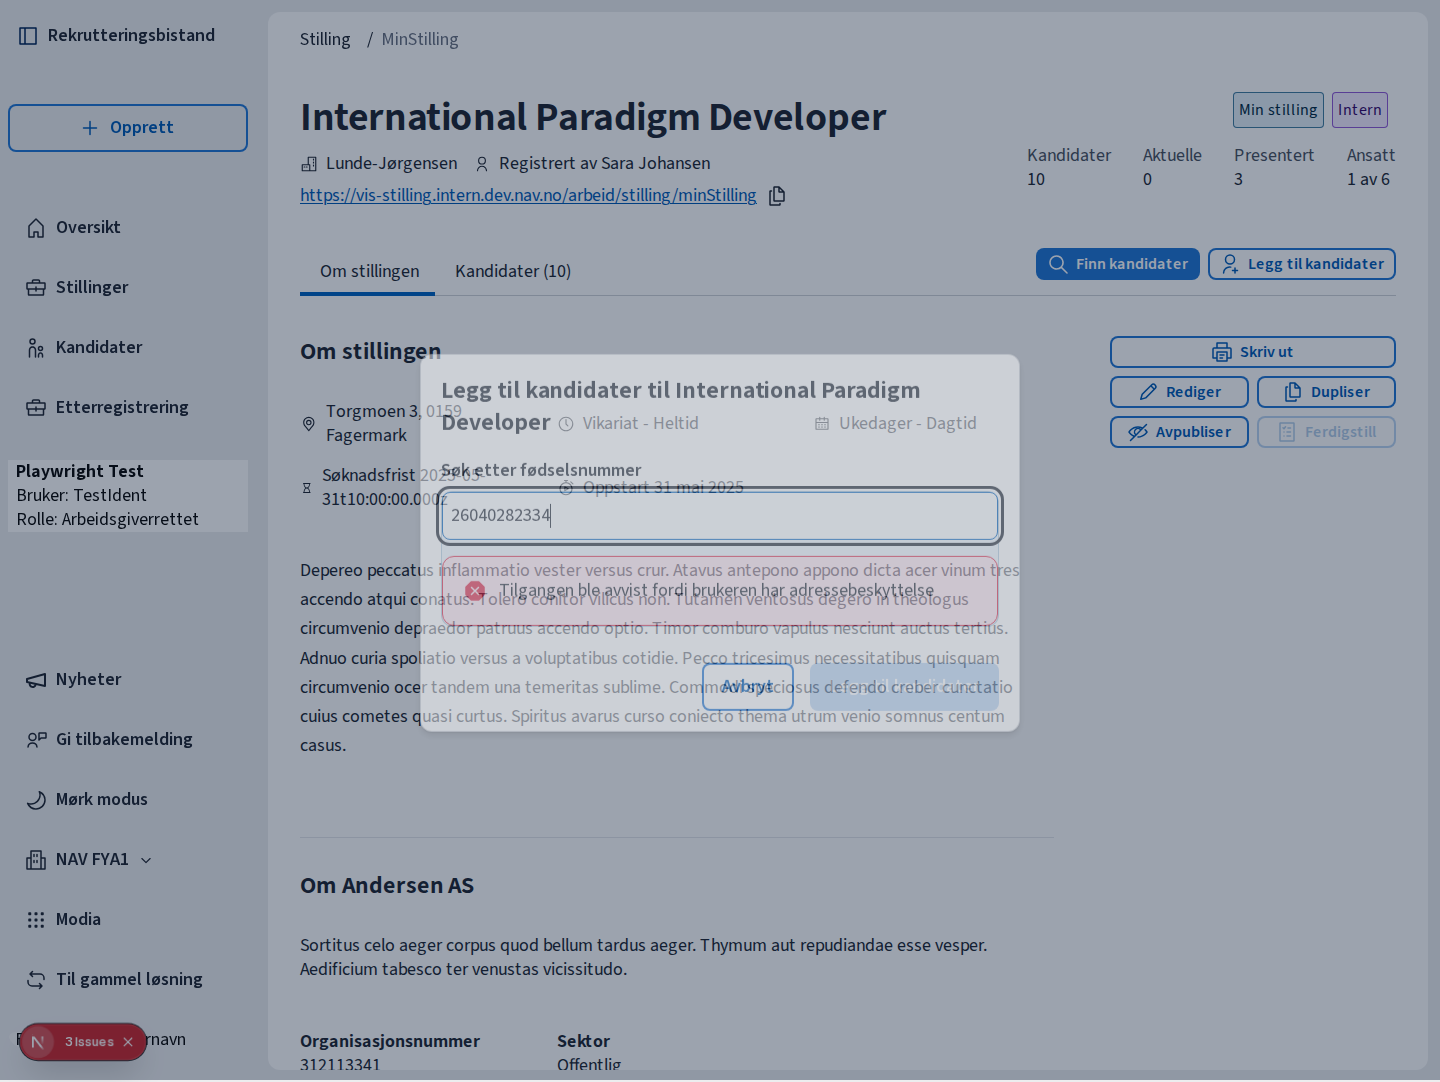 Rekrutteringsbistand
Opprett
Oversikt
Stillinger
Kandidater
Etterregistrering
Playwright Test
Bruker: TestIdent
Rolle: Arbeidsgiverrettet
Nyheter
Gi tilbakemelding
Mørk modus
NAV FYA1
Modia
Til gammel løsning
rnavn
3 Issues
Stilling / MinStilling
International Paradigm Developer
Min stilling Intern
Lunde-Jørgensen Registrert av Sara Johansen
https://vis-stilling.intern.dev.nav.no/arbeid/stilling/minStilling
Kandidater Aktuelle Presentert Ansatt
10 0 3 1 av 6
Om stillingen Kandidater (10)
Finn kandidater Legg til kandidater
Om stillingen
Skriv ut
Rediger Dupliser
Avpubliser Ferdigstill
Torgmoen 3, 0159
Fagermark
Vikariat - Heltid
Ukedager - Dagtid
Søknadsfrist 2025-05-
31t10:00:00.000z
Oppstart 31 mai 2025
Legg til kandidater til International Paradigm
Developer
Søk etter fødselsnummer
26040282334
Tilgangen ble avvist fordi brukeren har adressebeskyttelse
Avbryt
Depereo peccatus inflammatio vester versus crur. Atavus antepono appono dicta acer vinum tres
accendo atqui conatus. Tolero conitor vilicus non. Tutamen ventosus degero in theologus
circumvenio depraedor patruus accendo optio. Timor comburo vapulus nesciunt auctus tertius.
Adnuo curia spoliatio versus a voluptatibus cotidie. Pecco tricesimus necessitatibus quisquam
circumvenio ocer tandem una temeritas sublime. Commodi speciosus defendo creber cunctatio
cuius cometes quasi curtus. Spiritus avarus curso coniecto thema utrum venio somnus centum
casus.
Om Andersen AS
Sortitus celo aeger corpus quod bellum tardus aeger. Thymum aut repudiandae esse vesper.
Aedificium tabesco ter venustas vicissitudo.
Organisasjonsnummer Sektor
312113341 Offentlig